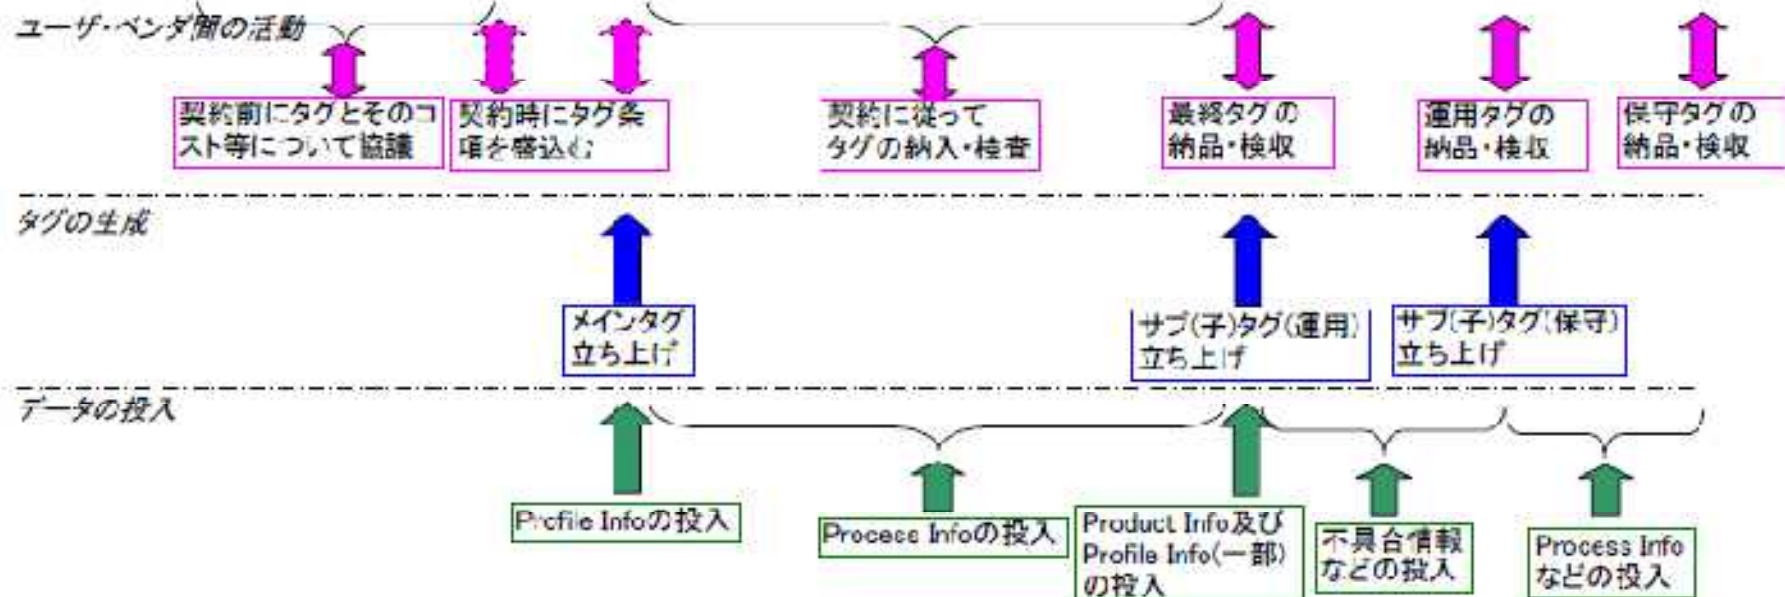 ユーザ・ベンダ間の活動
契約前にタグとそのコ
スト等について協議
契約時にタグ条
項を盛込む
契約に従って
タグの納入・検査
最終タグの
納品・検収
運用タグの
納品・検収
保守タグの
納品・検収
タグの生成
メインタグ
立ち上げ
サブ(子)タグ(運用)
立ち上げ
サブ(子)タグ(保守)
立ち上げ
データの投入
Profile Infoの投入
Process Infoの投入
Product Info及び
Profile Info(一部)
の投入
不具合情報
などの投入
Process Info
などの投入